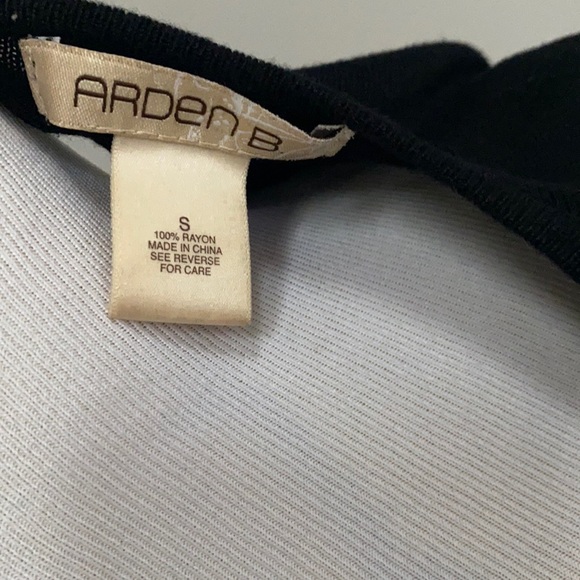 ARDen B
S
100% RAYON
MADE IN CHINA
SEE REVERSE
FOR CARE